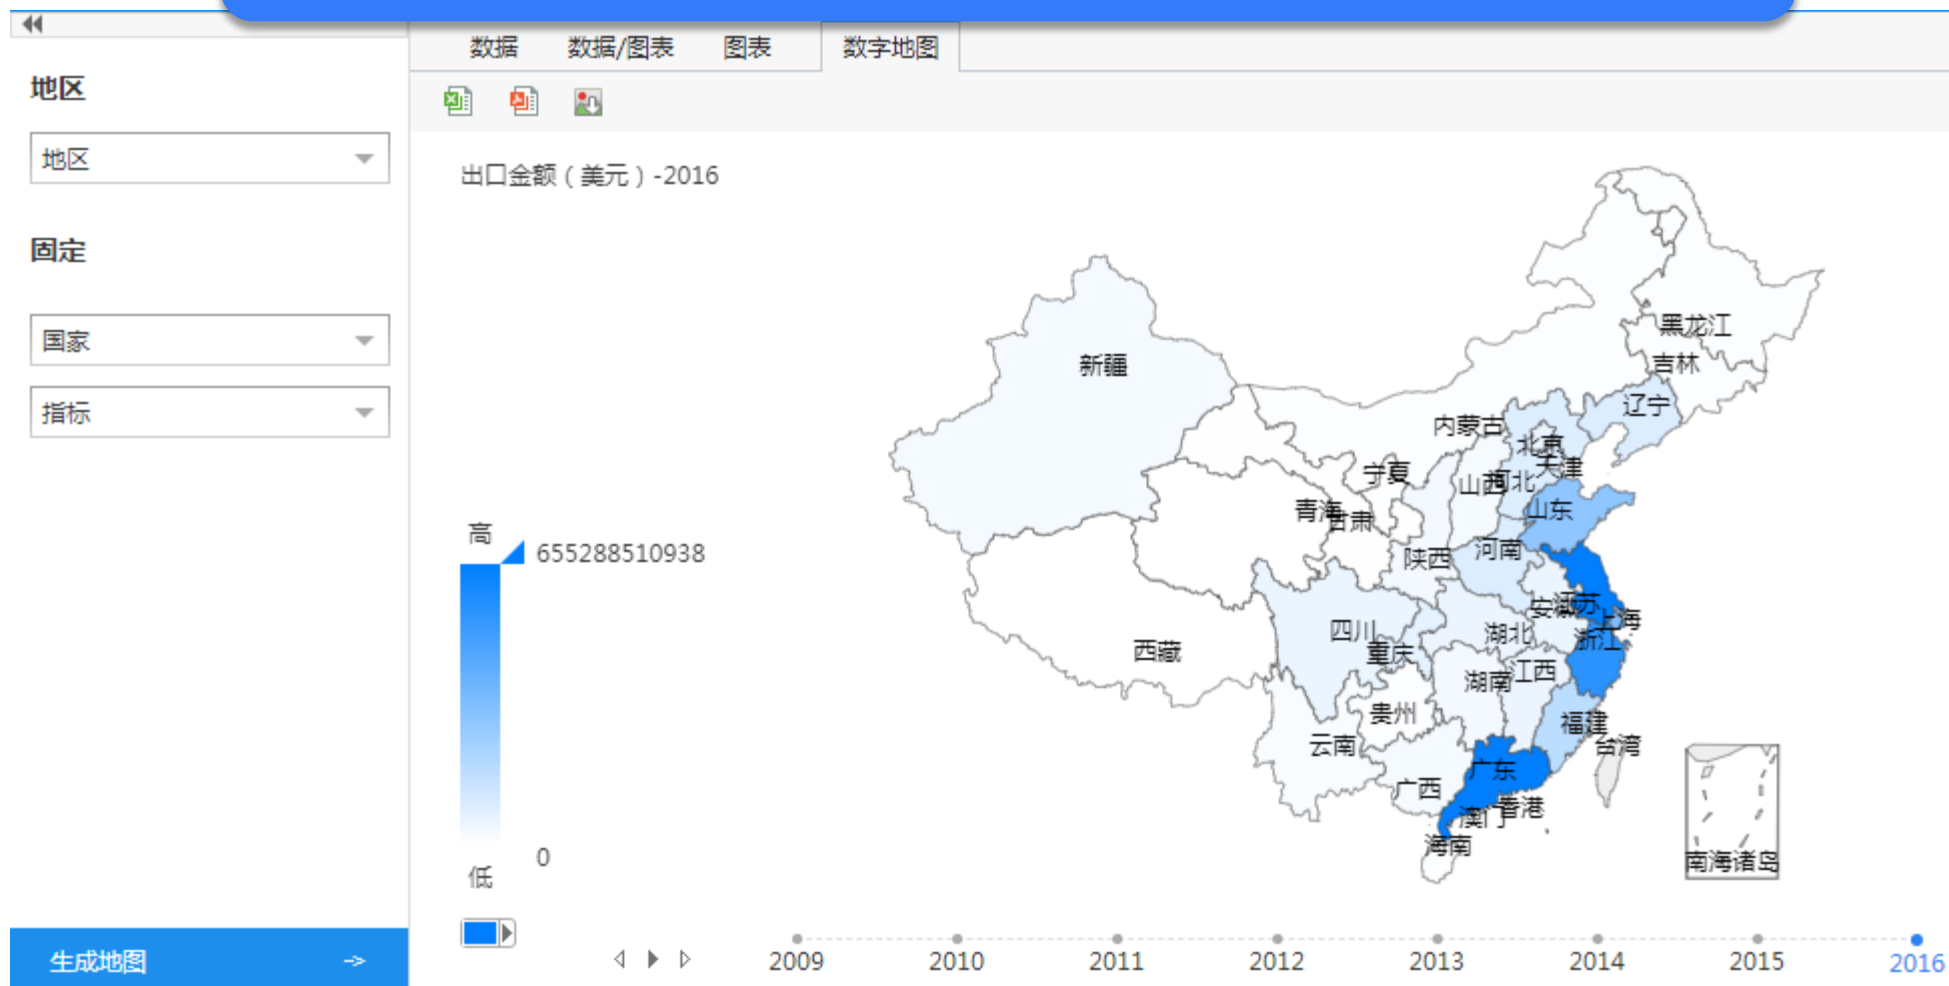 数据 数据/图表 图表 数字地图
地区
地区
固定
国家
指标
生成地图
出口金额（美元）-2016
高
655288510938
0
低
黑龙江
吉林
新疆
辽宁
内蒙古
北京
天津
宁夏
山西
河北
青海
甘肃
山东
陕西
河南
安徽
江苏
上海
四川
湖北
浙江
重庆
西藏
湖南
江西
贵州
福建
云南
台湾
广东
广西
香港
澳门
海南
南海诸岛
2009 2010 2011 2012 2013 2014 2015 2016